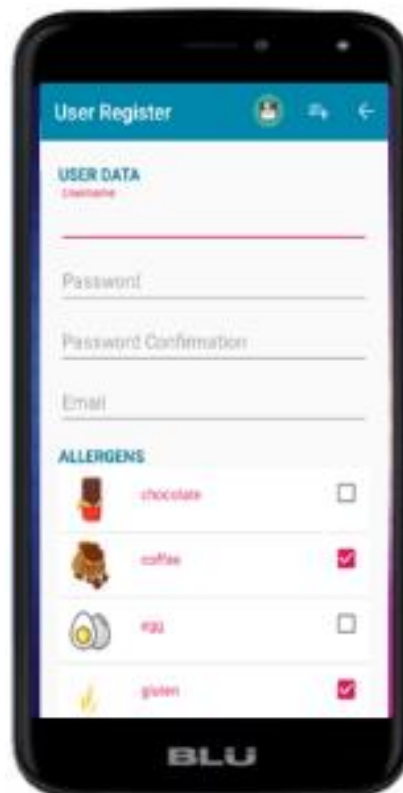 User Register
USER DATA
Username
Password
Password Confirmation
Email
ALLERGENS
chocolate
coffee
egg
gluten
BLU